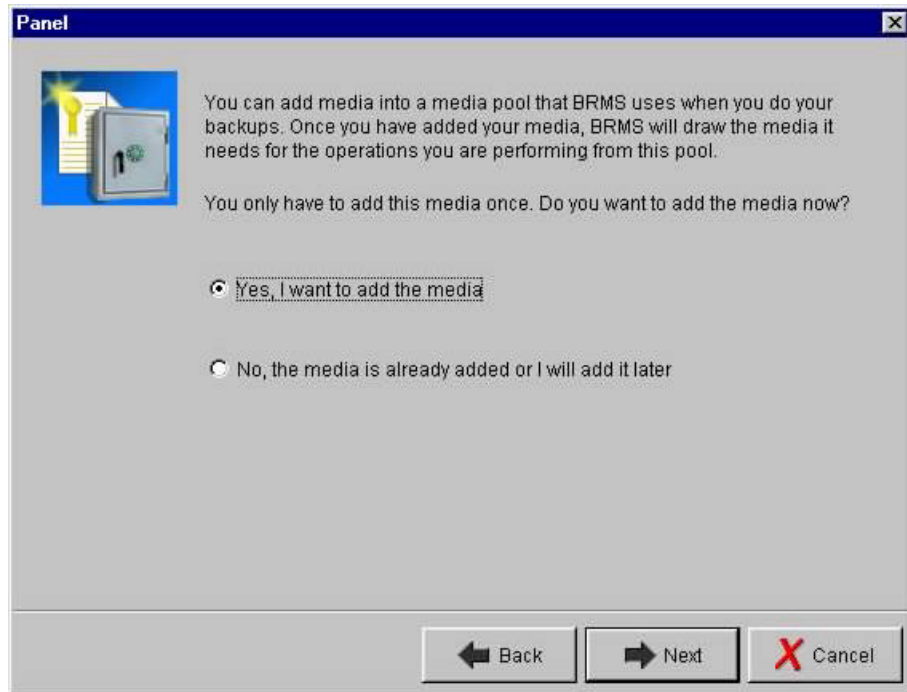 Panel
You can add media into a media pool that BRMS uses when you do your
backups. Once you have added your media, BRMS will draw the media it
needs for the operations you are performing from this pool.
You only have to add this media once. Do you want to add the media now?
Yes, I want to add the media
No, the media is already added or I will add it later
Back
Next
Cancel